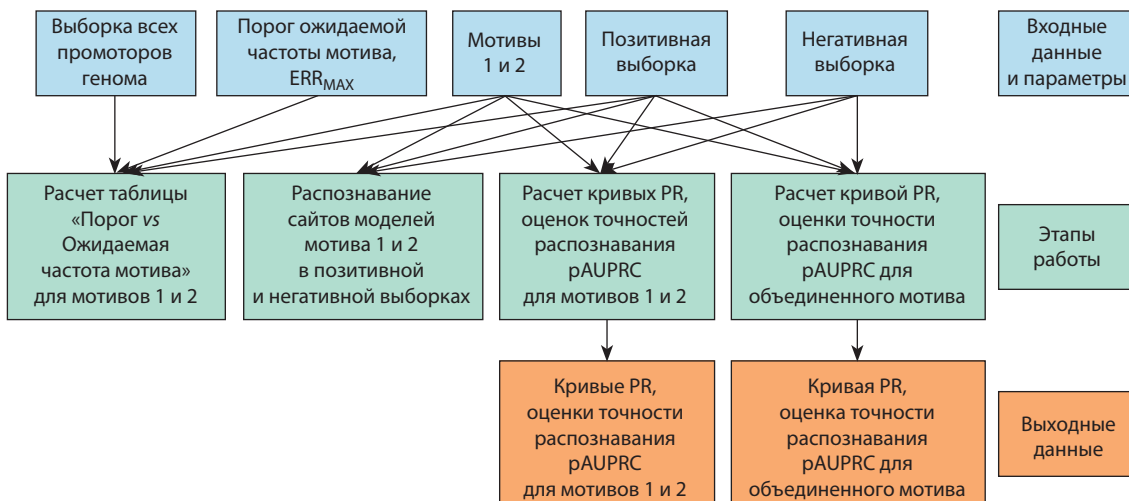 Выборка всех
промоторов
генома
Порог ожидаемой
частоты мотива,
ERRMAX
Мотивы
1 и 2
Позитивная
выборка
Негативная
выборка
Входные
данные
и параметры
Расчет таблицы
«Порог vs
Ожидаемая
частота мотива»
для мотивов 1 и 2
Распознавание
сайтов моделей
мотива 1 и 2
в позитивной
и негативной выборках
Расчет кривых PR,
оценок точностей
распознавания
pAUPRC
для мотивов 1 и 2
Расчет кривой PR,
оценки точности
распознавания
pAUPRC для
объединенного мотива
Этапы
работы
Кривые PR,
оценки точности
распознавания
pAUPRC
для мотивов 1 и 2
Кривая PR,
оценка точности
распознавания
pAUPRC для
объединенного мотива
Выходные
данные